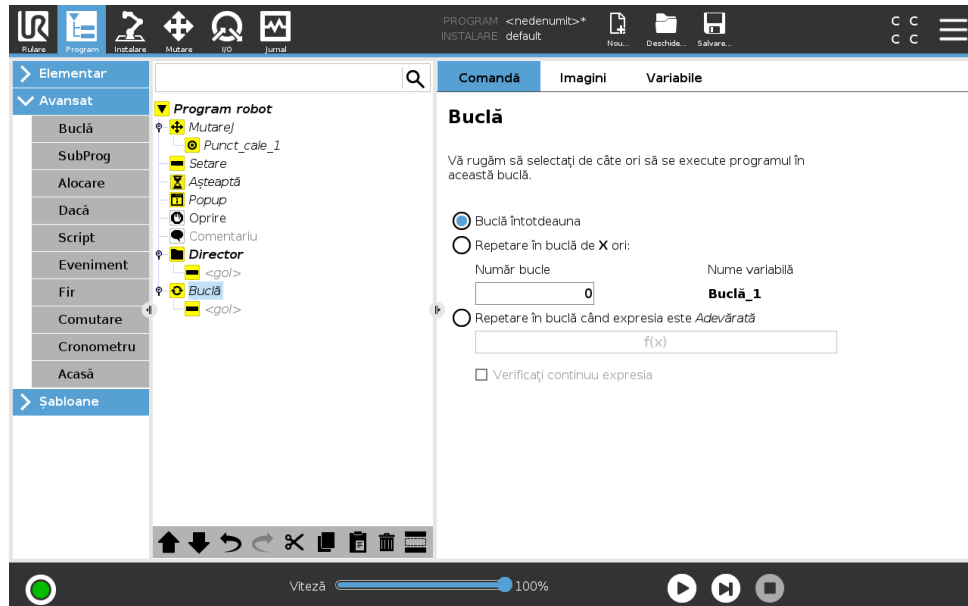 PROGRAM <nedenumit>*
INSTALARE default
Rulare Program Instalare Mutare I/O Jurnal Nou... Deschide... Salvare...
C C
C C
Elementar
Avansat
Buclă
SubProg
Alocare
Dacă
Script
Eveniment
Fir
Comutare
Cronometru
Acasă
Șabloane
Program robot
MutareJ
Punct_cale_1
Setare
Așteaptă
Popup
Oprire
Comentariu
Director
<gol>
Buclă
<gol>
Comandă Imagini Variabile
Buclă
Vă rugăm să selectați de câte ori să se execute programul în
această buclă.
Buclă întotdeauna
Repetare în buclă de X ori:
Număr bucle Nume variabilă
0 Buclă_1
Repetare în buclă când expresia este Adevărată
f(x)
Verificați continuu expresia
Viteză 100%